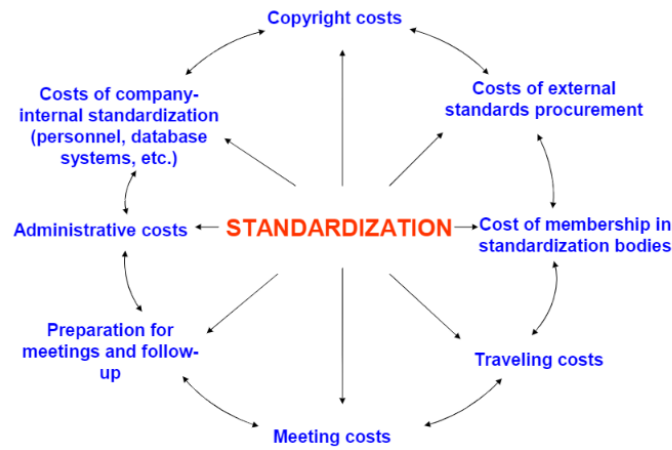 Copyright costs
Costs of external
standards procurement
Cost of membership in
standardization bodies
Traveling costs
Meeting costs
Preparation for
meetings and follow-
up
Administrative costs
Costs of company-
internal standardization
(personnel, database
systems, etc.)
STANDARDIZATION